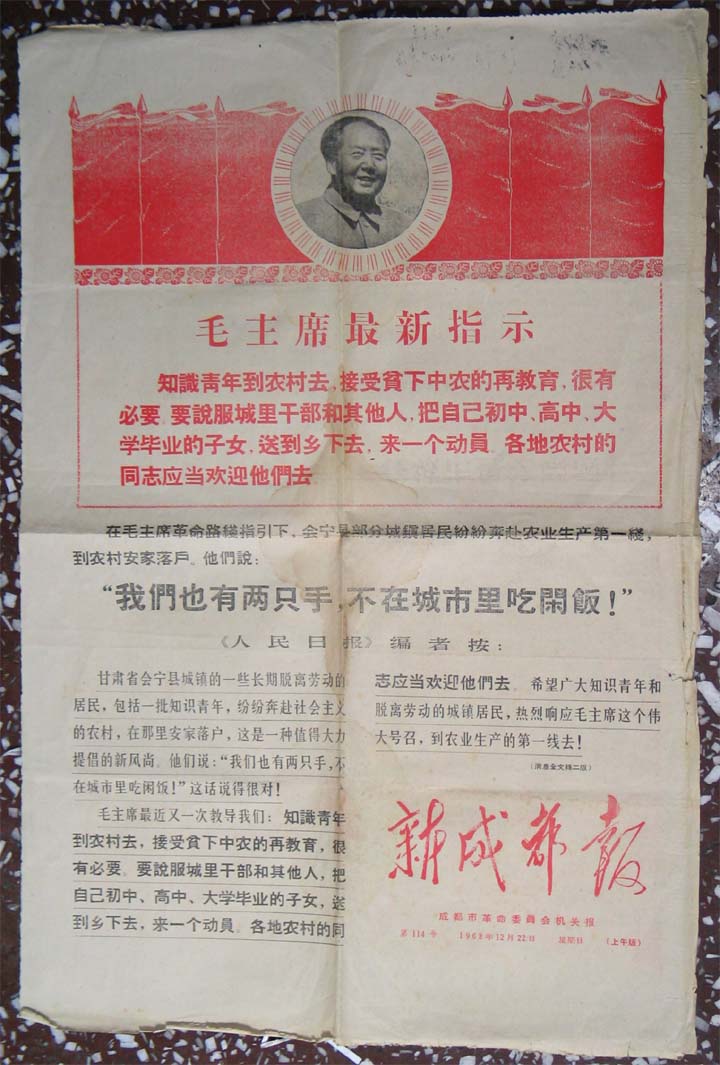 毛主席最新指示
知識青年到农村去，接受貧下中农的再教育，很有
必要。要說服城里干部和其他人，把自己初中、高中、大
学毕业的子女，送到乡下去，来一个动員。各地农村的
同志应当欢迎他們去。
在毛主席革命路綫指引下，会宁县部分城鎮居民紛紛奔赴农业生产第一綫，
到农村安家落戶。他們說：
“我們也有两只手，不在城市里吃閑飯！”
《人民日报》编者按：
甘肃省会宁县城镇的一些长期脱离劳动的
居民，包括一批知识青年，纷纷奔赴社会主义
的农村，在那里安家落户，这是一种值得大力
提倡的新风尚。他们说：“我们也有两只手，不
在城市里吃闲饭！”这话说得很对！
毛主席最近又一次教导我们：知識青年
到农村去，接受貧下中农的再教育，很
有必要。要說服城里干部和其他人，把
自己初中、高中、大学毕业的子女，送
到乡下去，来一个动員。各地农村的同
志应当欢迎他們去。希望广大知识青年和
脱离劳动的城镇居民，热烈响应毛主席这个伟
大号召，到农业生产的第一线去！
（消息全文在二版）
新成都报
成都市革命委員会机关报
第114号 1968年12月22日 星期日 （上午版）